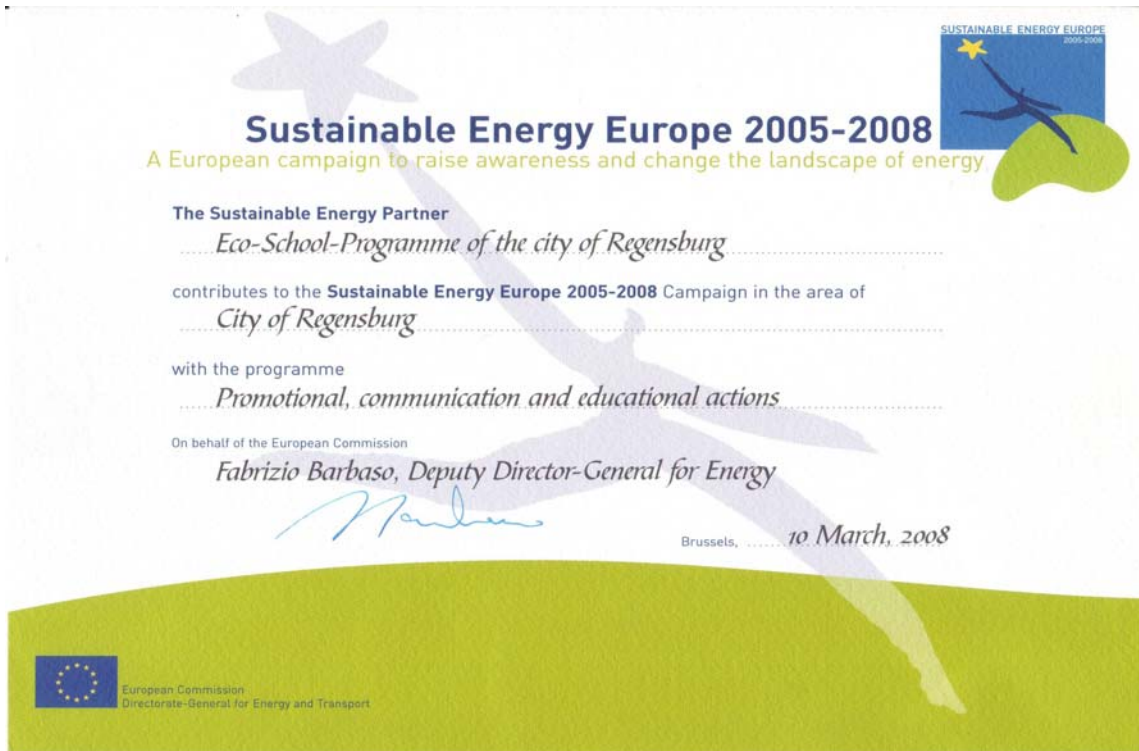 SUSTAINABLE ENERGY EUROPE
2005-2008
Sustainable Energy Europe 2005-2008
A European campaign to raise awareness and change the landscape of energy
The Sustainable Energy Partner
Eco-School-Programme of the city of Regensburg
contributes to the Sustainable Energy Europe 2005-2008 Campaign in the area of
City of Regensburg
with the programme
Promotional, communication and educational actions
On behalf of the European Commission
Fabrizio Barbaso, Deputy Director-General for Energy
Brussels, 10 March, 2008
European Commission
Directorate-General for Energy and Transport